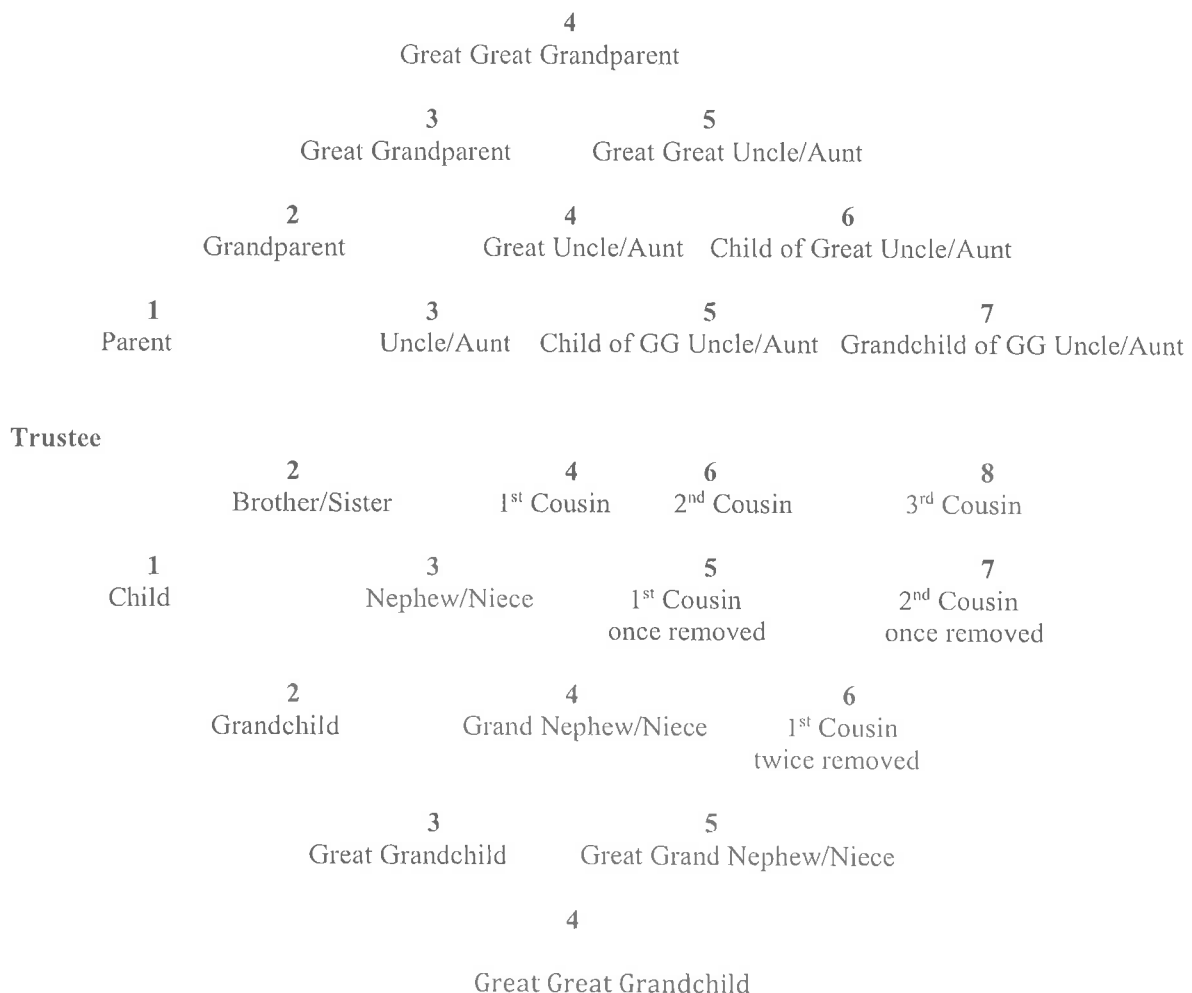 4
Great Great Grandparent
3 5
Great Grandparent Great Great Uncle/Aunt
2 4 6
Grandparent Great Uncle/Aunt Child of Great Uncle/Aunt
1 3 5 7
Parent Uncle/Aunt Child of GG Uncle/Aunt Grandchild of GG Uncle/Aunt
Trustee
2 4 6 8
Brother/Sister 1st Cousin 2nd Cousin 3rd Cousin
1 3 5 7
Child Nephew/Niece 1st Cousin 2nd Cousin
once removed once removed
2 4 6
Grandchild Grand Nephew/Niece 1st Cousin
twice removed
3 5
Great Grandchild Great Grand Nephew/Niece
4
Great Great Grandchild